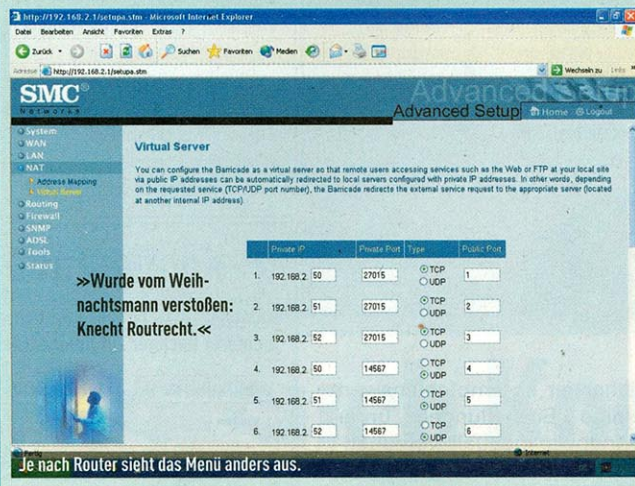 http://192.168.2.1/setupa.stm - Microsoft Internet Explorer
Datei Bearbeiten Ansicht Favoriten Extras ?
Zurück Suchen Favoriten Medien
Adresse http://192.168.2.1/setupa.stm Wechseln zu Links »
SMC®
Networks
Advanced Setup
Advanced Setup Home Logout
System
WAN
LAN
NAT
Address Mapping
Virtual Server
Routing
Firewall
SNMP
ADSL
Tools
Status
Virtual Server
You can configure the Barricade as a virtual server so that remote users accessing services such as the Web or FTP at your local site
via public IP addresses can be automatically redirected to local servers configured with private IP addresses. In other words, depending
on the requested service (TCP/UDP port number), the Barricade redirects the external service request to the appropriate server (located
at another internal IP address).
Private IP Private Port Type Public Port
1. 192.168.2. 50 27015 TCP UDP 1
2. 192.168.2. 51 27015 TCP UDP 2
3. 192.168.2. 52 27015 TCP UDP 3
4. 192.168.2. 50 14567 TCP UDP 4
5. 192.168.2. 51 14567 TCP UDP 5
6. 192.168.2. 52 14567 TCP UDP 6
»Wurde vom Weih-
nachtsmann verstoßen:
Knecht Routrecht.«
Fertig Internet
Je nach Router sieht das Menü anders aus.